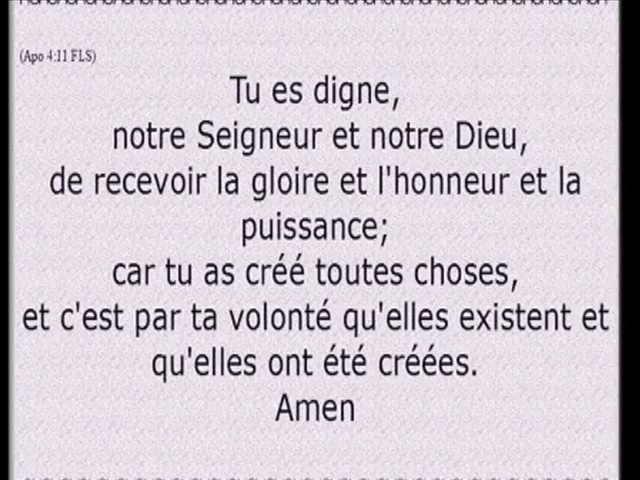 (Apo 4:11 FLS)
Tu es digne,
notre Seigneur et notre Dieu,
de recevoir la gloire et l'honneur et la
puissance;
car tu as créé toutes choses,
et c'est par ta volonté qu'elles existent et
qu'elles ont été créées.
Amen